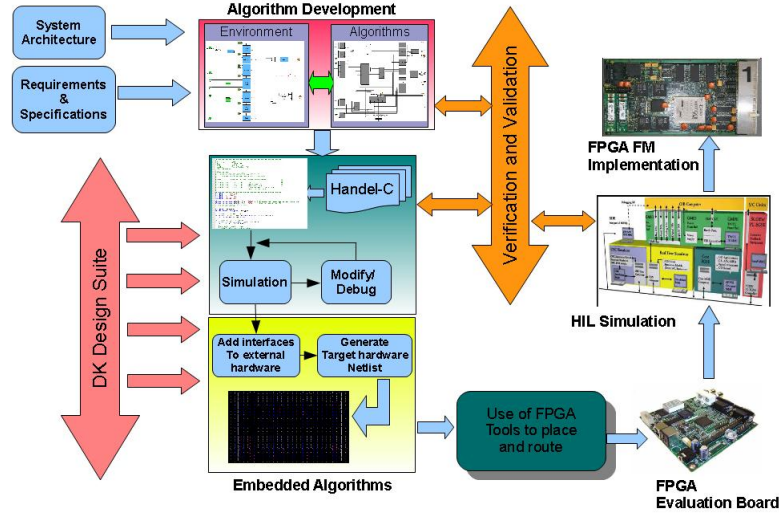 Algorithm Development
System
Architecture
Requirements
&
Specifications
Environment
Algorithms
Verification and Validation
FPGA FM
Implementation
1
DK Design Suite
Handel-C
Simulation
Modify/
Debug
HIL Simulation
Add interfaces
To external
hardware
Generate
Target hardware
Netlist
Embedded Algorithms
Use of FPGA
Tools to place
and route
FPGA
Evaluation Board